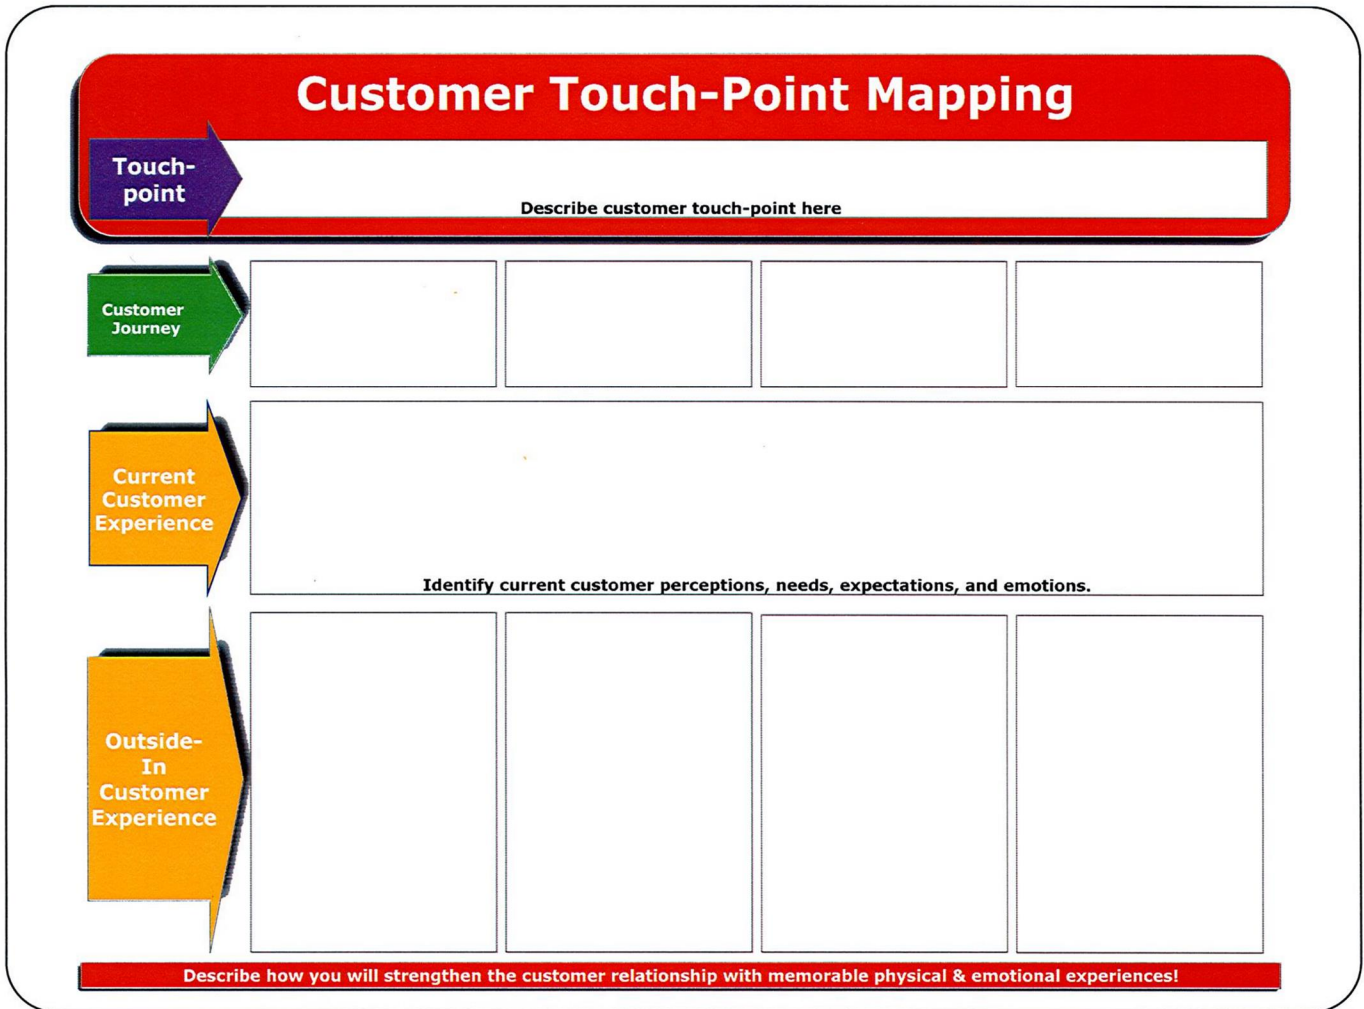 Customer Touch-Point Mapping
Touch-
point
Describe customer touch-point here
Customer
Journey
Current
Customer
Experience
Identify current customer perceptions, needs, expectations, and emotions.
Outside-
In
Customer
Experience
Describe how you will strengthen the customer relationship with memorable physical & emotional experiences!